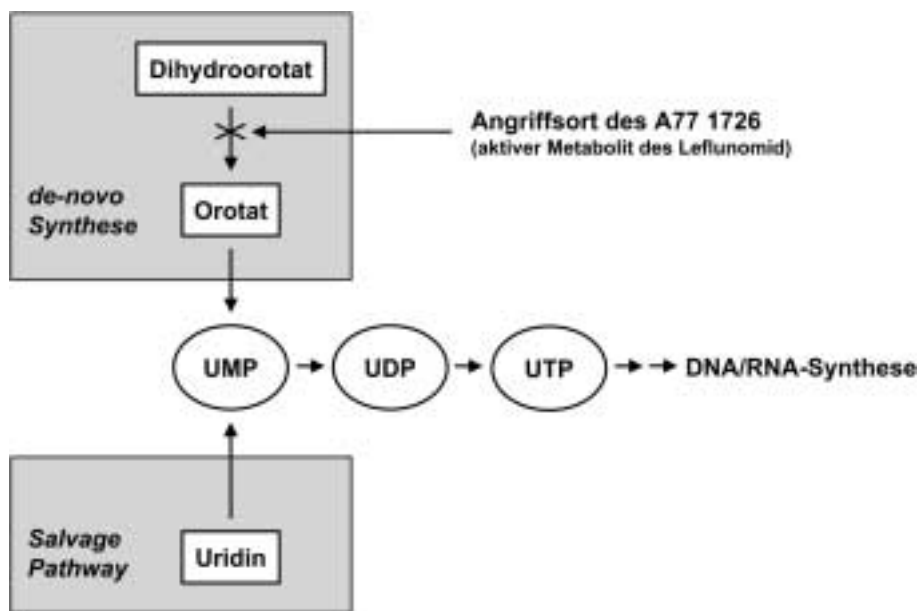 Dihydroorotat
Angriffsort des A77 1726
(aktiver Metabolit des Leflunomid)
de-novo
Synthese
Orotat
UMP
UDP
UTP
DNA/RNA-Synthese
Salvage
Pathway
Uridin